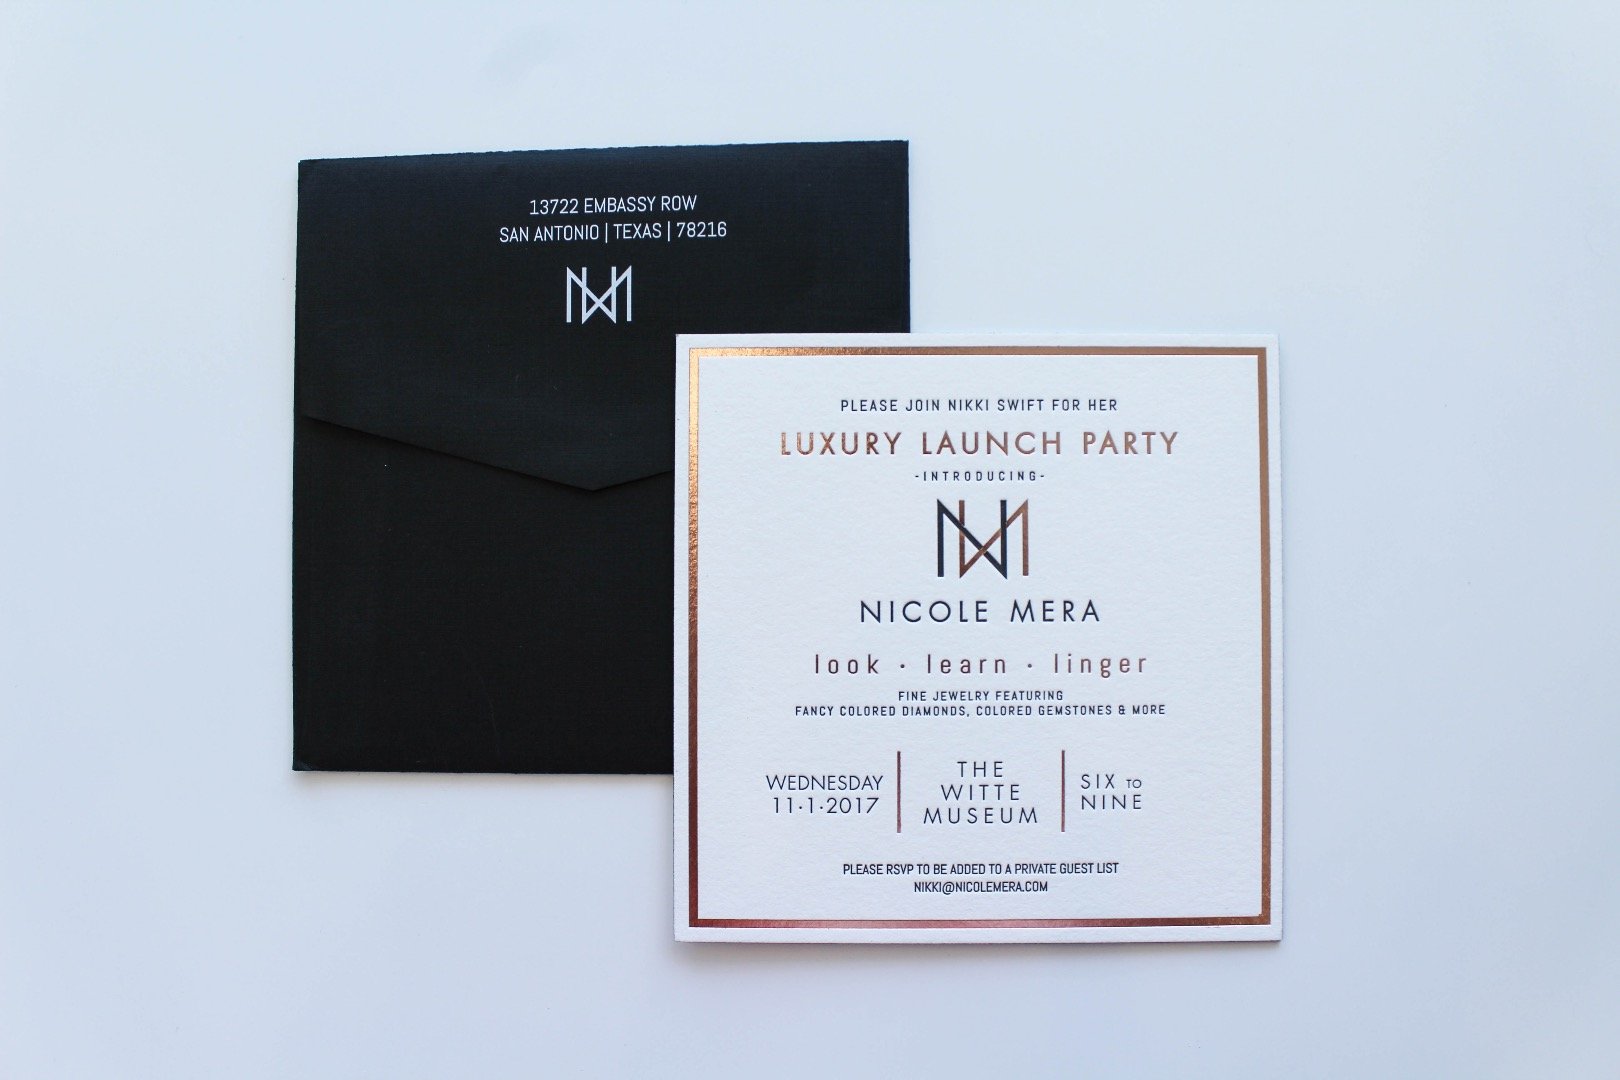 13722 EMBASSY ROW
SAN ANTONIO | TEXAS | 78216
PLEASE JOIN NIKKI SWIFT FOR HER
LUXURY LAUNCH PARTY
-INTRODUCING-
NICOLE MERA
look · learn · linger
FINE JEWELRY FEATURING
FANCY COLORED DIAMONDS, COLORED GEMSTONES & MORE
WEDNESDAY
11·1·2017
THE
WITTE
MUSEUM
SIX TO
NINE
PLEASE RSVP TO BE ADDED TO A PRIVATE GUEST LIST
NIKKI@NICOLEMERA.COM